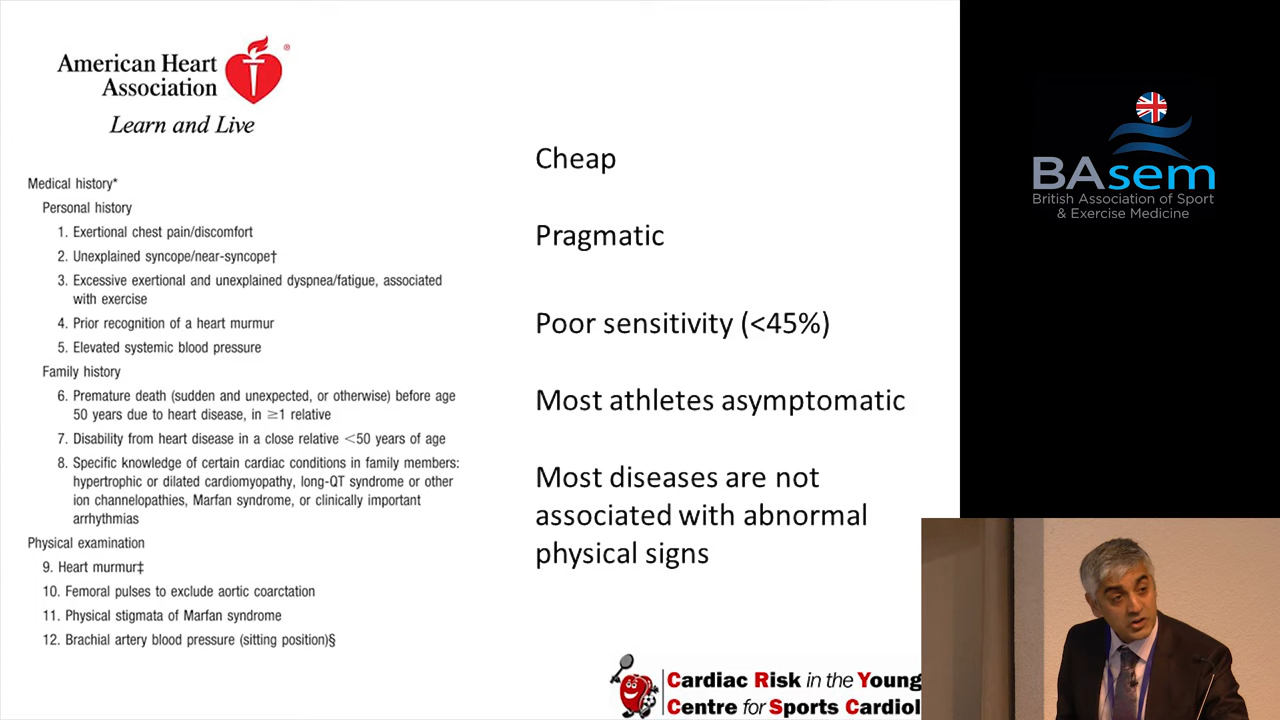 American Heart
Association
®
Learn and Live
Medical history*
Personal history
1. Exertional chest pain/discomfort
2. Unexplained syncope/near-syncope†
3. Excessive exertional and unexplained dyspnea/fatigue, associated
with exercise
4. Prior recognition of a heart murmur
5. Elevated systemic blood pressure
Family history
6. Premature death (sudden and unexpected, or otherwise) before age
50 years due to heart disease, in ≥1 relative
7. Disability from heart disease in a close relative <50 years of age
8. Specific knowledge of certain cardiac conditions in family members:
hypertrophic or dilated cardiomyopathy, long-QT syndrome or other
ion channelopathies, Marfan syndrome, or clinically important
arrhythmias
Physical examination
9. Heart murmur‡
10. Femoral pulses to exclude aortic coarctation
11. Physical stigmata of Marfan syndrome
12. Brachial artery blood pressure (sitting position)§
Cheap
Pragmatic
Poor sensitivity (<45%)
Most athletes asymptomatic
Most diseases are not
associated with abnormal
physical signs
Cardiac Risk in the Young
Centre for Sports Cardiol
BAsem
British Association of Sport
& Exercise Medicine